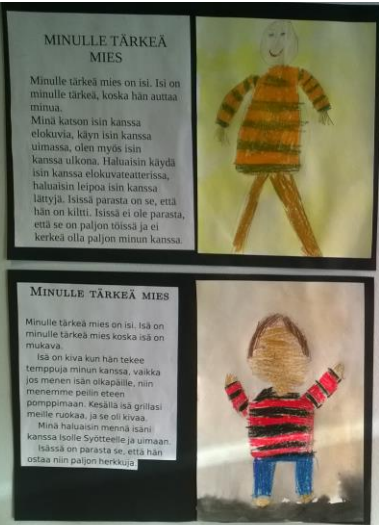 MINULLE TÄRKEÄ
MIES
Minulle tärkeä mies on isi. Isi on
minulle tärkeä, koska hän auttaa
minua.
Minä katson isin kanssa
elokuvia, käyn isin kanssa
uimassa, olen myös isin
kanssa ulkona. Haluaisin käydä
isin kanssa elokuvateatterissa,
haluaisin leipoa isin kanssa
lättyjä. Isissä parasta on se, että
hän on kiltti. Isissä ei ole parasta,
että se on paljon töissä ja ei
kerkeä olla paljon minun kanssa.
MINULLE TÄRKEÄ MIES
Minulle tärkeä mies on isi. Isä on
minulle tärkeä mies koska isä on
mukava.
Isä on kiva kun hän tekee
temppuja minun kanssa, vaikka
jos menen isän olkapäille, niin
menemme peilin eteen
pomppimaan. Kesällä isä grillasi
meille ruokaa, ja se oli kivaa.
Minä haluaisin mennä isäni
kanssa Isolle Syötteelle ja uimaan.
Isässä on parasta se, että hän
ostaa niin paljon herkkuja.